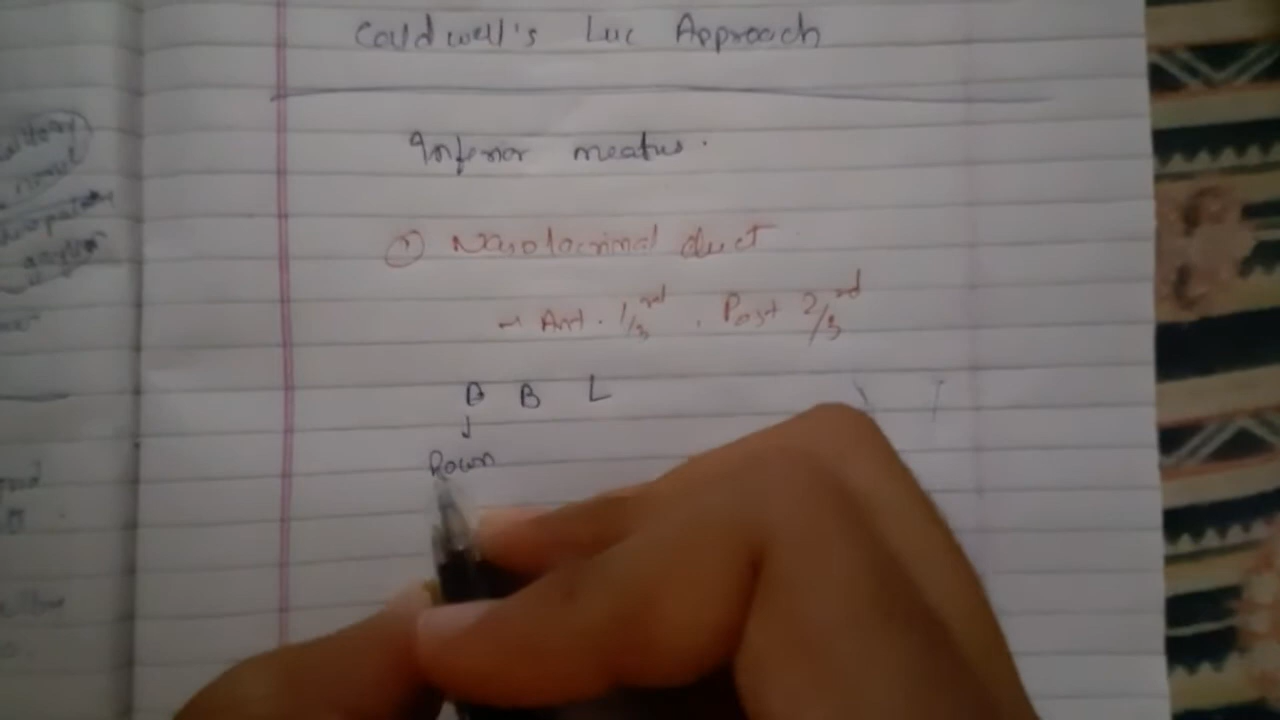 Caldwell's Luc Approach
Inferior meatus.
① Nasolacrimal duct
- Ant. 1/3rd . Post 2/3rd
D B L
↓
Down